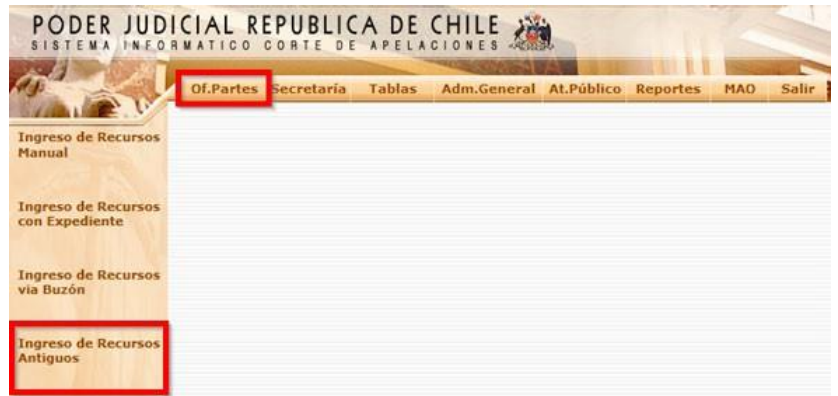 PODER JUDICIAL REPUBLICA DE CHILE
SISTEMA INFORMATICO CORTE DE APELACIONES
Of.Partes Secretaría Tablas Adm.General At.Público Reportes MAO Salir
Ingreso de Recursos
Manual
Ingreso de Recursos
con Expediente
Ingreso de Recursos
via Buzón
Ingreso de Recursos
Antiguos